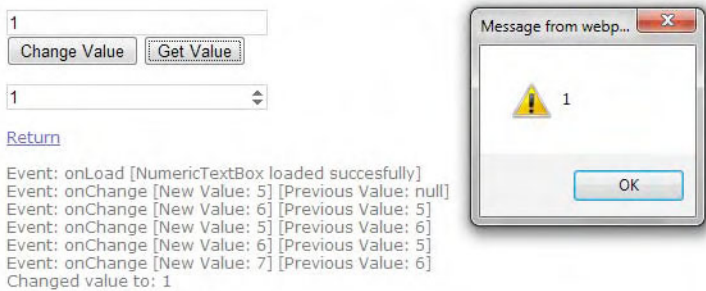 1
Change Value Get Value
1
Return
Event: onLoad [NumericTextBox loaded succesfully]
Event: onChange [New Value: 5] [Previous Value: null]
Event: onChange [New Value: 6] [Previous Value: 5]
Event: onChange [New Value: 5] [Previous Value: 6]
Event: onChange [New Value: 6] [Previous Value: 5]
Event: onChange [New Value: 7] [Previous Value: 6]
Changed value to: 1
Message from webp...
1
OK